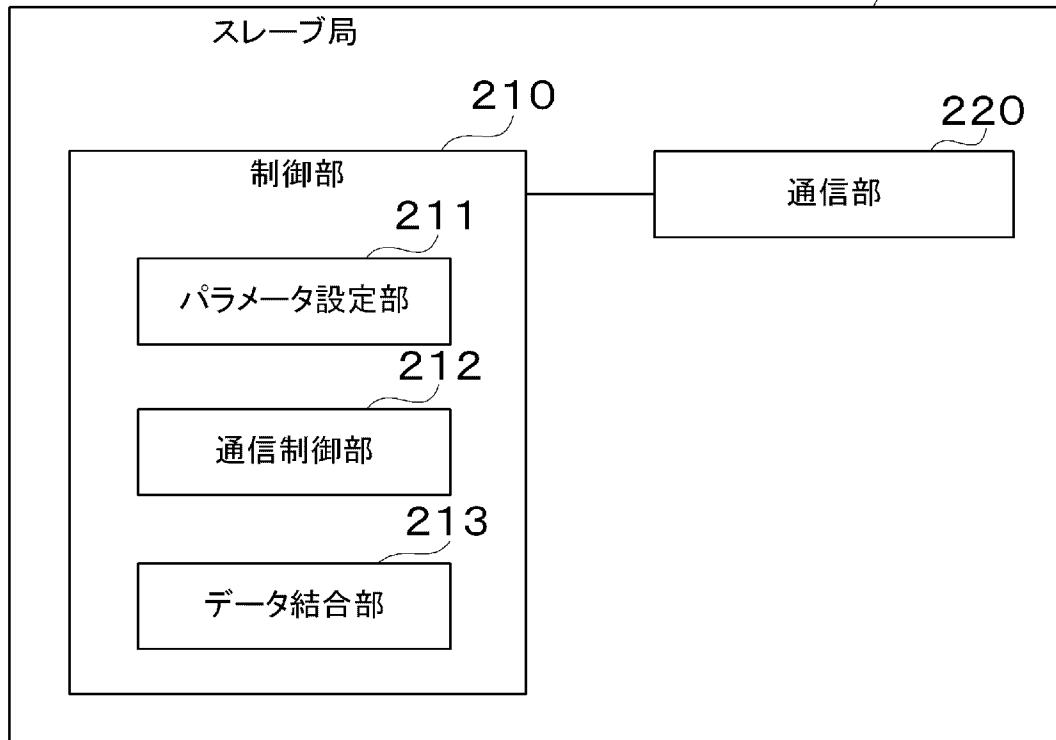 スレーブ局
210
220
制御部
通信部
211
パラメータ設定部
212
通信制御部
213
データ結合部